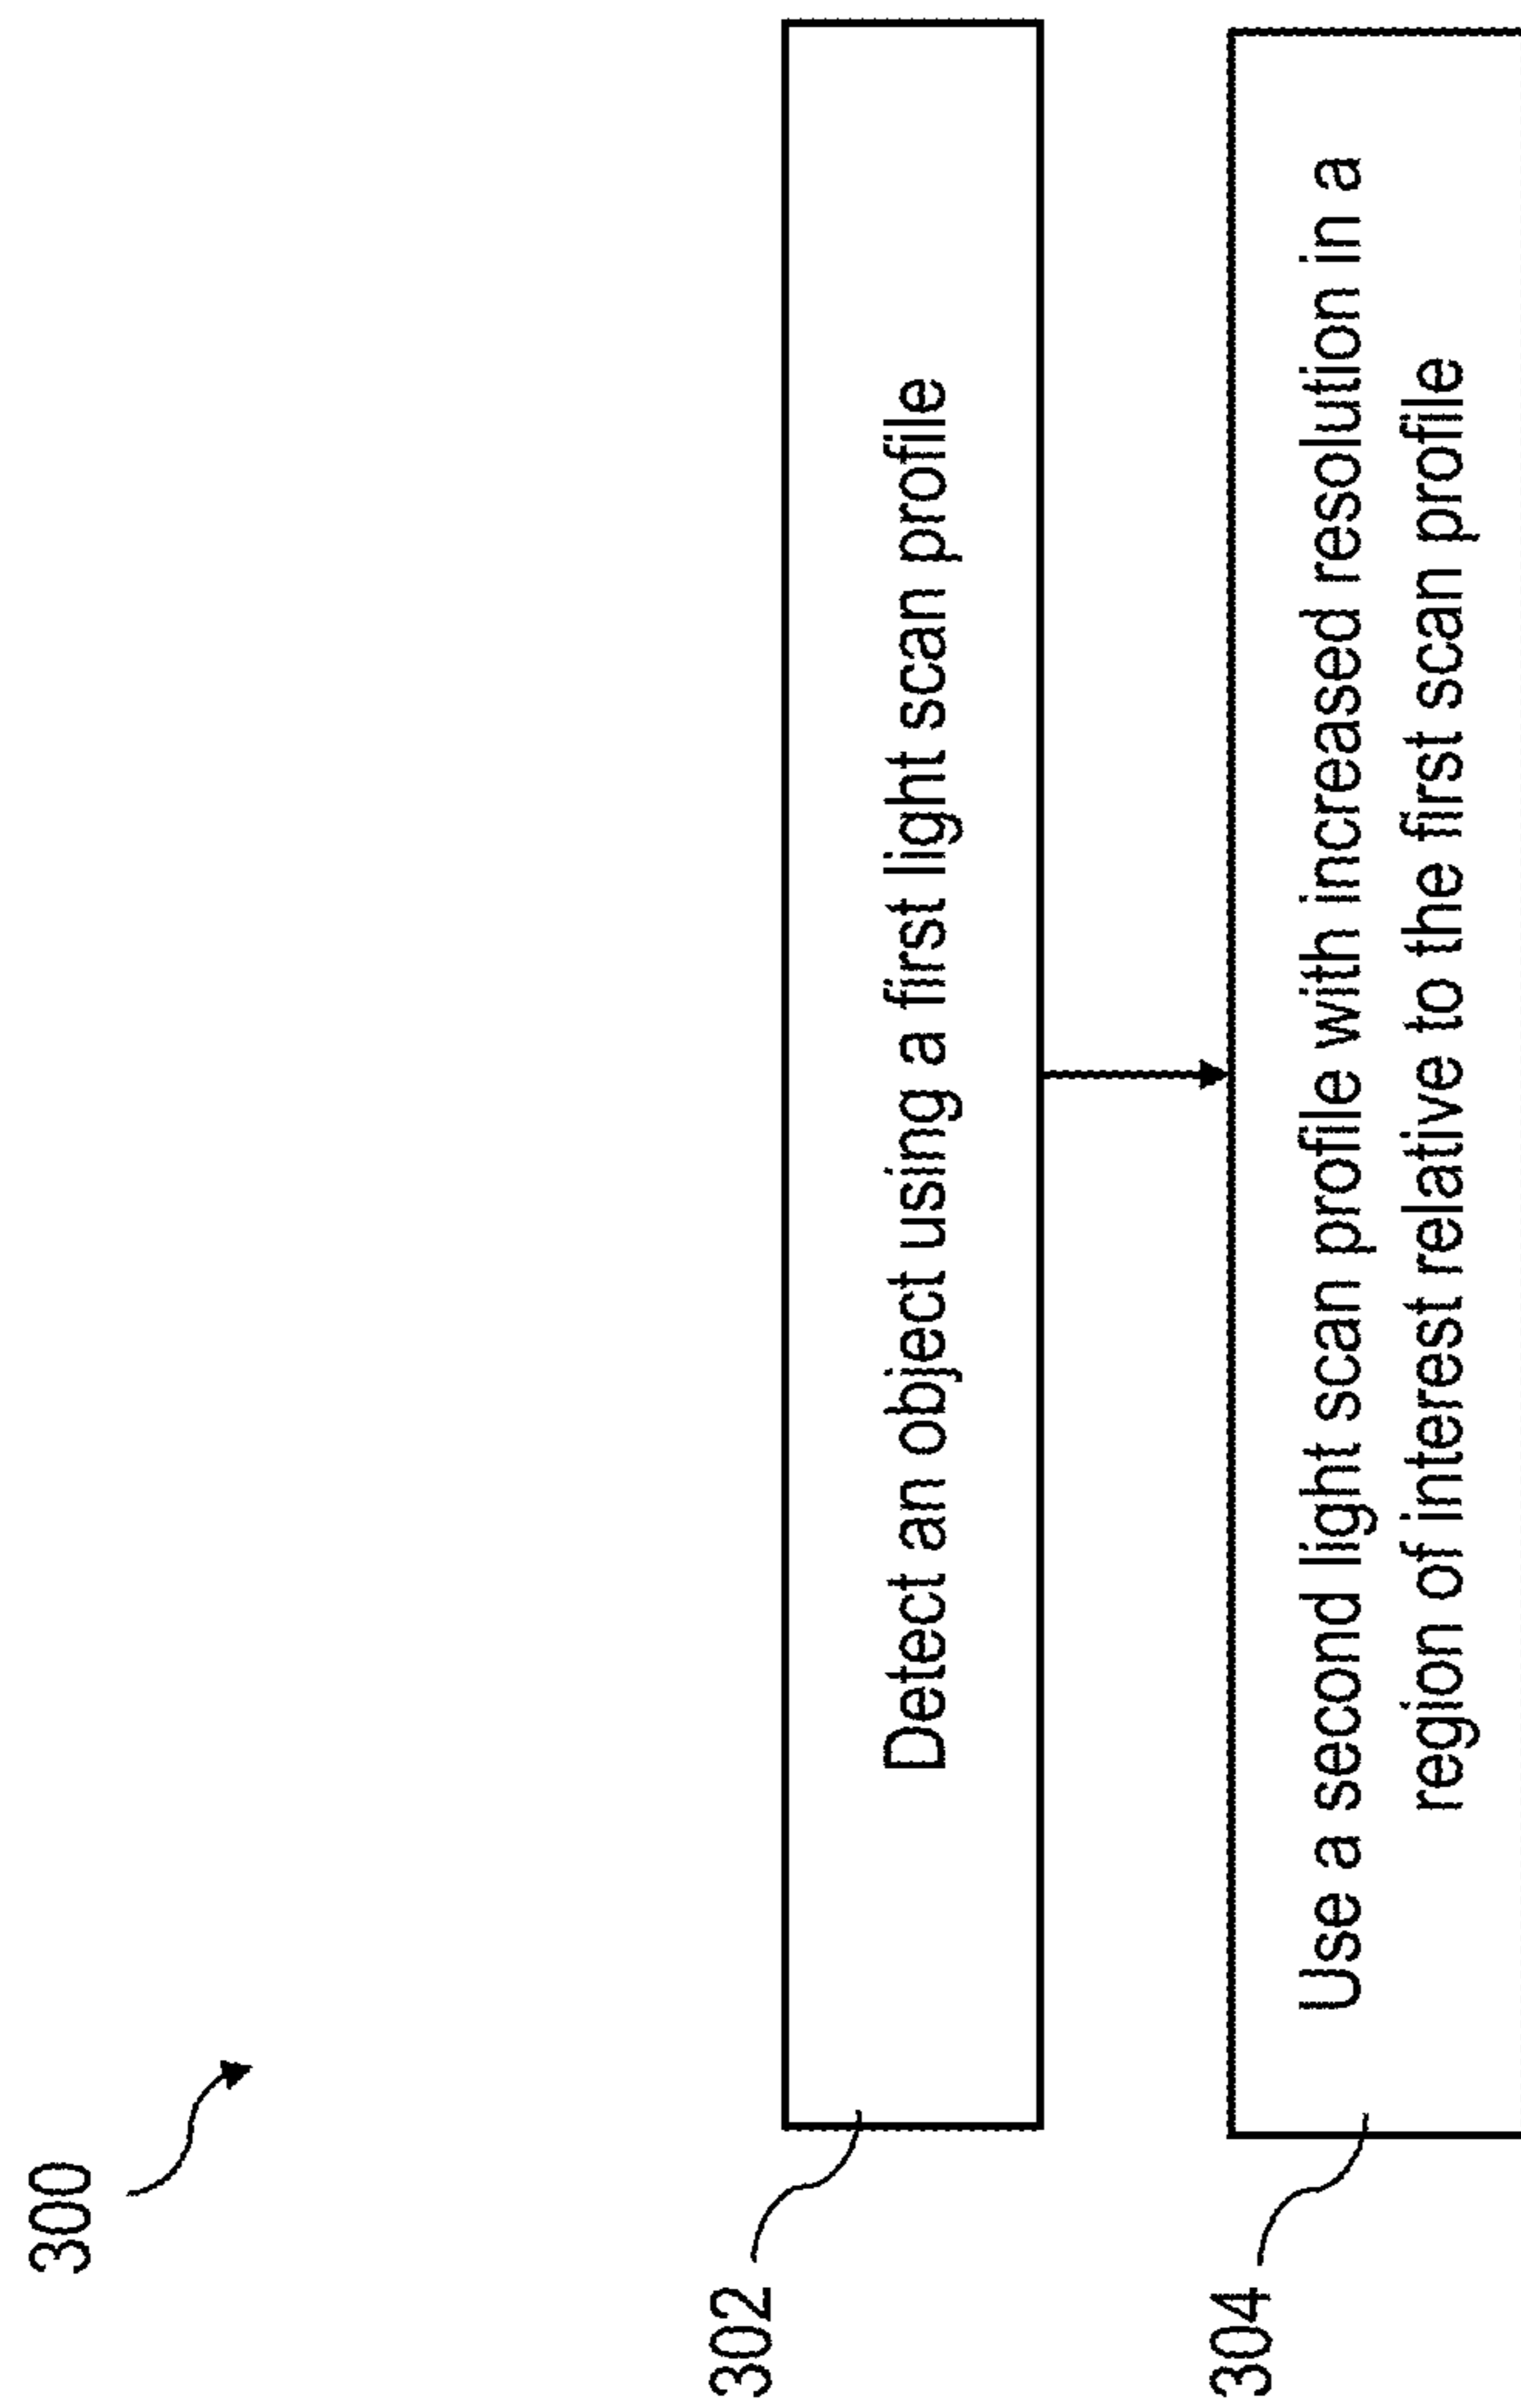 300
302
Detect an object using a first light scan profile
304
Use a second light scan profile with increased resolution in a
region of interest relative to the first scan profile